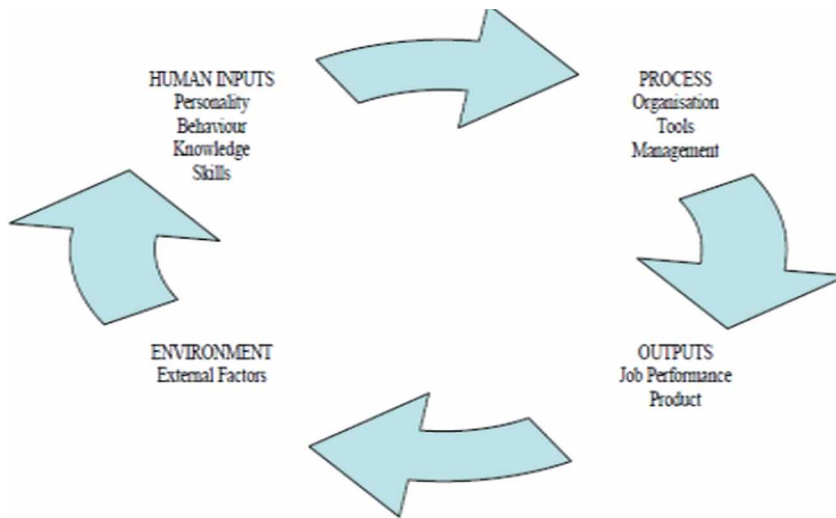 HUMAN INPUTS
Personality
Behaviour
Knowledge
Skills
PROCESS
Organisation
Tools
Management
ENVIRONMENT
External Factors
OUTPUTS
Job Performance
Product